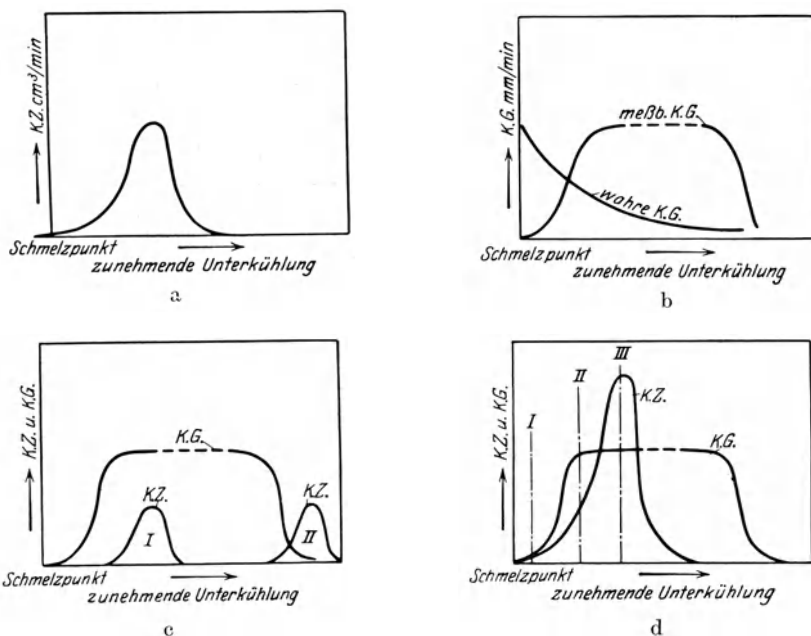 K.Z. cm³/min
Schmelzpunkt
zunehmende Unterkühlung
a
K.G. mm/min
meßb. K.G.
wahre K.G.
Schmelzpunkt
zunehmende Unterkühlung
b
K.Z. u. K.G.
K.G.
K.Z.
I
K.Z.
II
Schmelzpunkt
zunehmende Unterkühlung
c
K.Z. u. K.G.
I
II
III
K.Z.
K.G.
Schmelzpunkt
zunehmende Unterkühlung
d